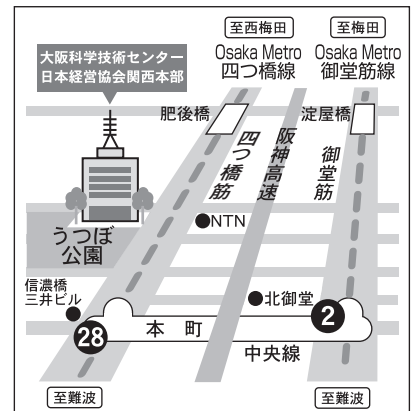 至西梅田
至梅田
Osaka Metro
四つ橋線
Osaka Metro
御堂筋線
大阪科学技術センター
日本経営協会関西本部
肥後橋
淀屋橋
四つ橋筋
阪神高速
御堂筋
NTN
うつぼ
公園
信濃橋
三井ビル
北御堂
2
28
本町
中央線
至難波
至難波